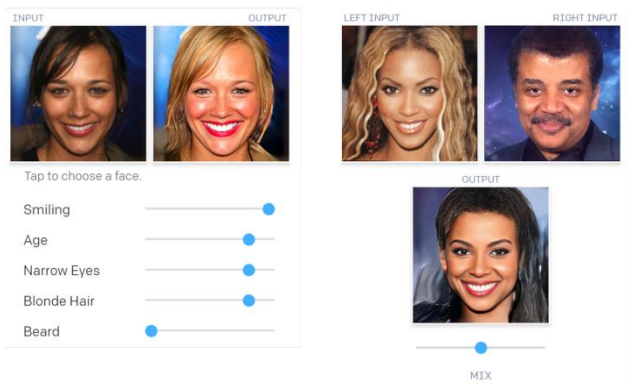 INPUT OUTPUT
Tap to choose a face.
Smiling
Age
Narrow Eyes
Blonde Hair
Beard
LEFT INPUT RIGHT INPUT
OUTPUT
MIX